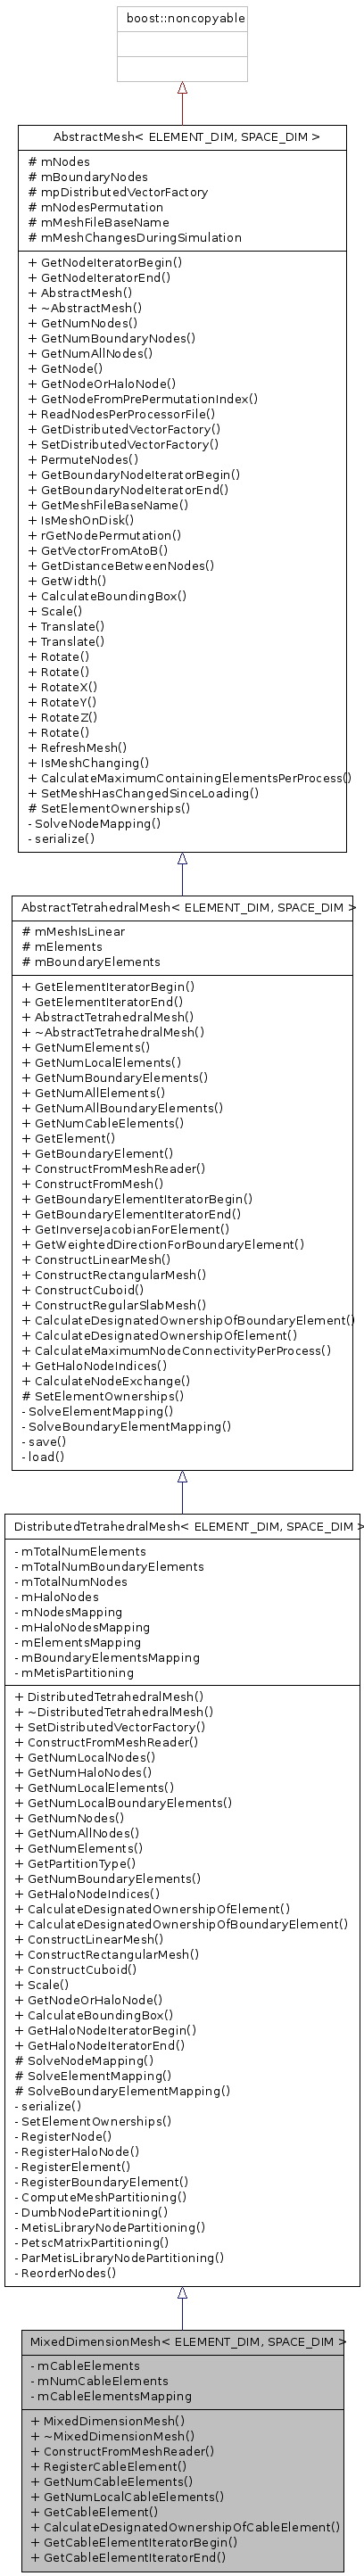 boost::noncopyable
AbstractMesh< ELEMENT_DIM, SPACE_DIM >
# mNodes
# mBoundaryNodes
# mpDistributedVectorFactory
# mNodesPermutation
# mMeshFileBaseName
# mMeshChangesDuringSimulation
+ GetNodeIteratorBegin()
+ GetNodeIteratorEnd()
+ AbstractMesh()
+ ~AbstractMesh()
+ GetNumNodes()
+ GetNumBoundaryNodes()
+ GetNumAllNodes()
+ GetNode()
+ GetNodeOrHaloNode()
+ GetNodeFromPrePermutationIndex()
+ ReadNodesPerProcessorFile()
+ GetDistributedVectorFactory()
+ SetDistributedVectorFactory()
+ PermuteNodes()
+ GetBoundaryNodeIteratorBegin()
+ GetBoundaryNodeIteratorEnd()
+ GetMeshFileBaseName()
+ IsMeshOnDisk()
+ rGetNodePermutation()
+ GetVectorFromAtoB()
+ GetDistanceBetweenNodes()
+ GetWidth()
+ CalculateBoundingBox()
+ Scale()
+ Translate()
+ Translate()
+ Rotate()
+ Rotate()
+ RotateX()
+ RotateY()
+ RotateZ()
+ Rotate()
+ RefreshMesh()
+ IsMeshChanging()
+ CalculateMaximumContainingElementsPerProcess()
+ SetMeshHasChangedSinceLoading()
# SetElementOwnerships()
- SolveNodeMapping()
- serialize()
AbstractTetrahedralMesh< ELEMENT_DIM, SPACE_DIM >
# mMeshIsLinear
# mElements
# mBoundaryElements
+ GetElementIteratorBegin()
+ GetElementIteratorEnd()
+ AbstractTetrahedralMesh()
+ ~AbstractTetrahedralMesh()
+ GetNumElements()
+ GetNumLocalElements()
+ GetNumBoundaryElements()
+ GetNumAllElements()
+ GetNumAllBoundaryElements()
+ GetNumCableElements()
+ GetElement()
+ GetBoundaryElement()
+ ConstructFromMeshReader()
+ ConstructFromMesh()
+ GetBoundaryElementIteratorBegin()
+ GetBoundaryElementIteratorEnd()
+ GetInverseJacobianForElement()
+ GetWeightedDirectionForBoundaryElement()
+ ConstructLinearMesh()
+ ConstructRectangularMesh()
+ ConstructCuboid()
+ ConstructRegularSlabMesh()
+ CalculateDesignatedOwnershipOfBoundaryElement()
+ CalculateDesignatedOwnershipOfElement()
+ CalculateMaximumNodeConnectivityPerProcess()
+ GetHaloNodeIndices()
+ CalculateNodeExchange()
# SetElementOwnerships()
- SolveElementMapping()
- SolveBoundaryElementMapping()
- save()
- load()
DistributedTetrahedralMesh< ELEMENT_DIM, SPACE_DIM >
- mTotalNumElements
- mTotalNumBoundaryElements
- mTotalNumNodes
- mHaloNodes
- mNodesMapping
- mHaloNodesMapping
- mElementsMapping
- mBoundaryElementsMapping
- mMetisPartitioning
+ DistributedTetrahedralMesh()
+ ~DistributedTetrahedralMesh()
+ SetDistributedVectorFactory()
+ ConstructFromMeshReader()
+ GetNumLocalNodes()
+ GetNumHaloNodes()
+ GetNumLocalElements()
+ GetNumLocalBoundaryElements()
+ GetNumNodes()
+ GetNumAllNodes()
+ GetNumElements()
+ GetPartitionType()
+ GetNumBoundaryElements()
+ GetHaloNodeIndices()
+ CalculateDesignatedOwnershipOfElement()
+ CalculateDesignatedOwnershipOfBoundaryElement()
+ ConstructLinearMesh()
+ ConstructRectangularMesh()
+ ConstructCuboid()
+ Scale()
+ GetNodeOrHaloNode()
+ CalculateBoundingBox()
+ GetHaloNodeIteratorBegin()
+ GetHaloNodeIteratorEnd()
# SolveNodeMapping()
# SolveElementMapping()
# SolveBoundaryElementMapping()
- serialize()
- SetElementOwnerships()
- RegisterNode()
- RegisterHaloNode()
- RegisterElement()
- RegisterBoundaryElement()
- ComputeMeshPartitioning()
- DumbNodePartitioning()
- MetisLibraryNodePartitioning()
- PetscMatrixPartitioning()
- ParMetisLibraryNodePartitioning()
- ReorderNodes()
MixedDimensionMesh< ELEMENT_DIM, SPACE_DIM >
- mCableElements
- mNumCableElements
- mCableElementsMapping
+ MixedDimensionMesh()
+ ~MixedDimensionMesh()
+ ConstructFromMeshReader()
+ RegisterCableElement()
+ GetNumCableElements()
+ GetNumLocalCableElements()
+ GetCableElement()
+ CalculateDesignatedOwnershipOfCableElement()
+ GetCableElementIteratorBegin()
+ GetCableElementIteratorEnd()